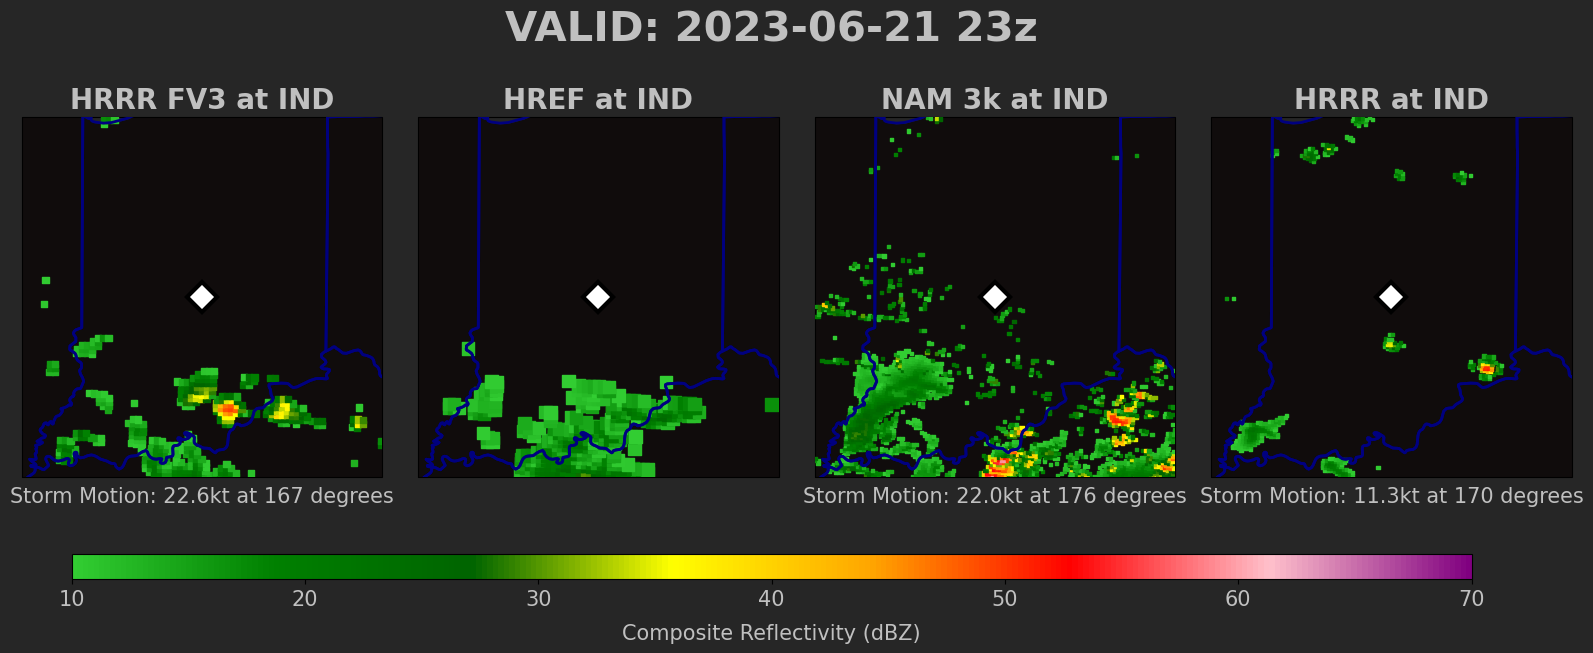 VALID: 2023-06-21 23z
HRRR FV3 at IND
HREF at IND
NAM 3k at IND
HRRR at IND
Storm Motion: 22.6kt at 167 degrees
Storm Motion: 22.0kt at 176 degrees
Storm Motion: 11.3kt at 170 degrees
10 20 30 40 50 60 70
Composite Reflectivity (dBZ)